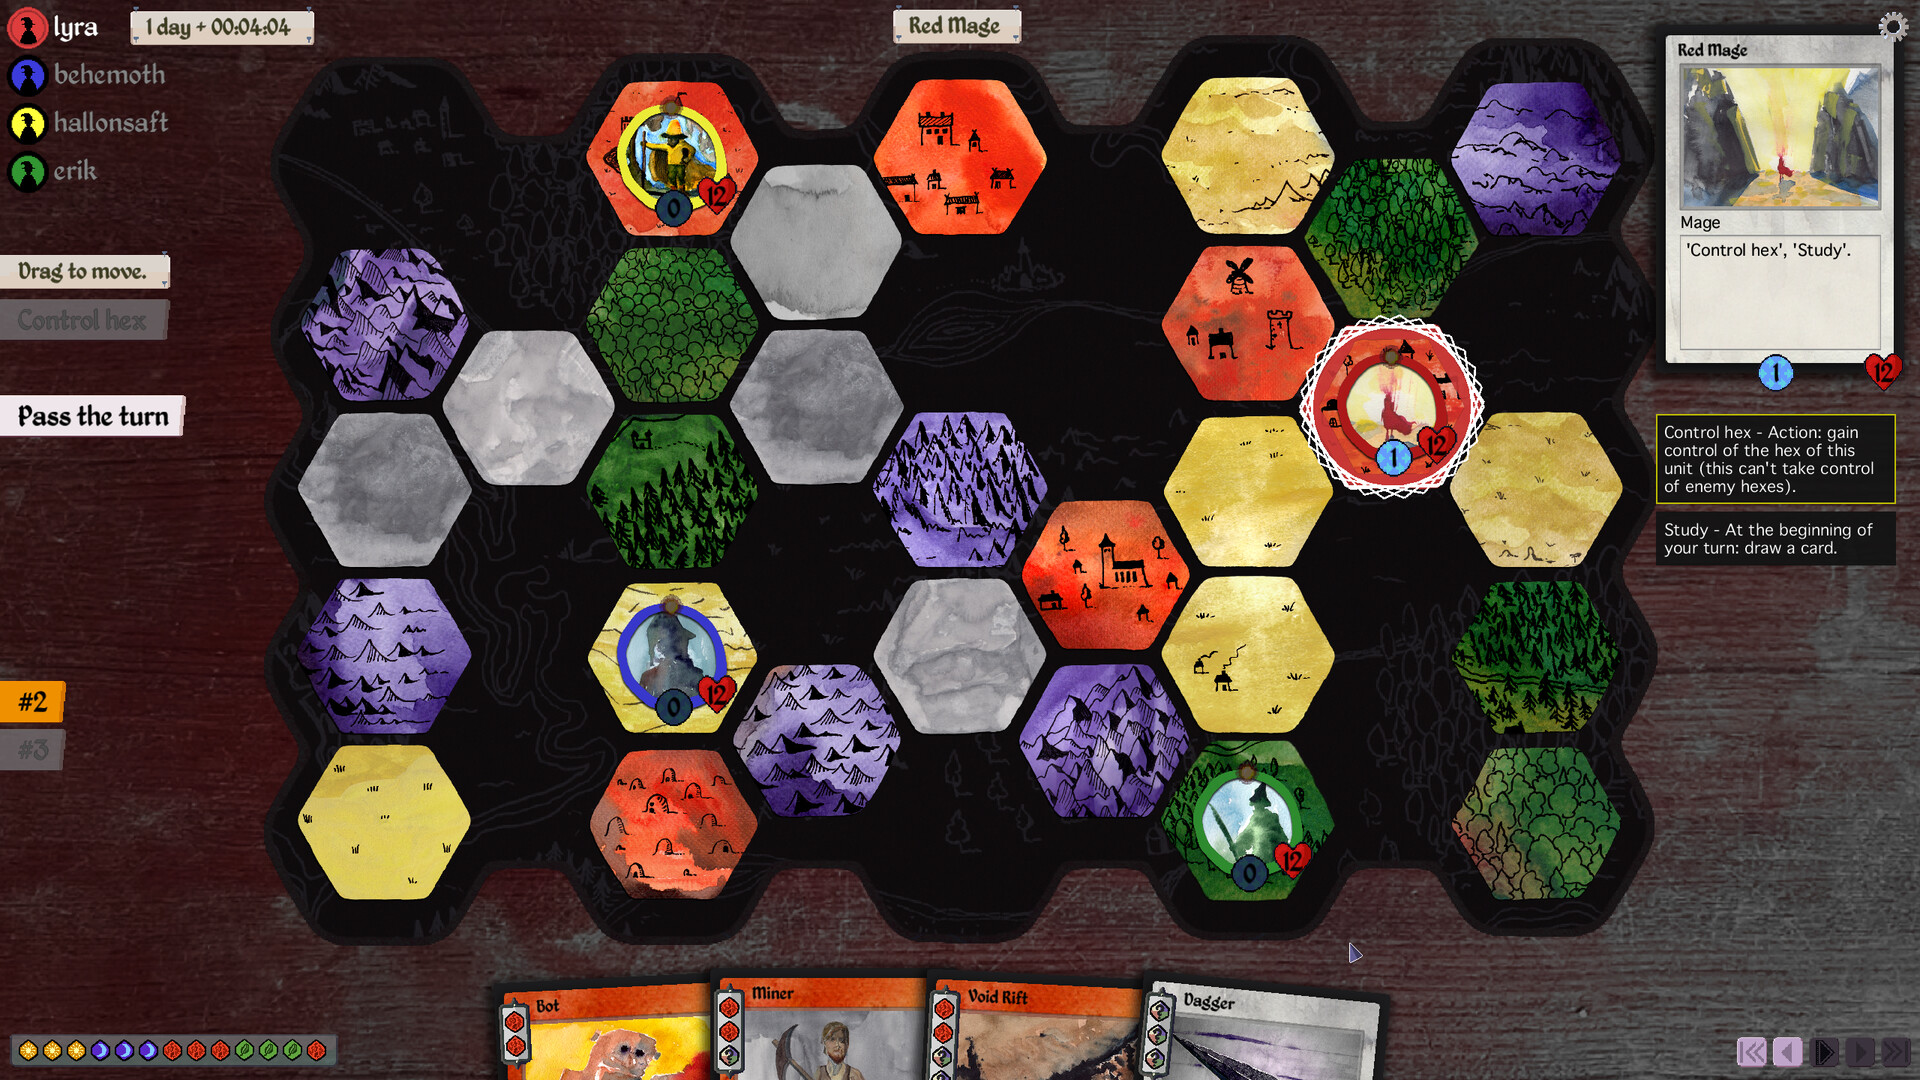 lyra
1 day + 00:04:04
Red Mage
behemoth
hallonsaft
erik
Drag to move.
Control hex
Pass the turn
#2
#3
0
12
1
12
0
12
0
12
Red Mage
Mage
'Control hex', 'Study'.
1
12
Control hex - Action: gain
control of the hex of this
unit (this can't take control
of enemy hexes).
Study - At the beginning of
your turn: draw a card.
Bot
Miner
Void Rift
Dagger